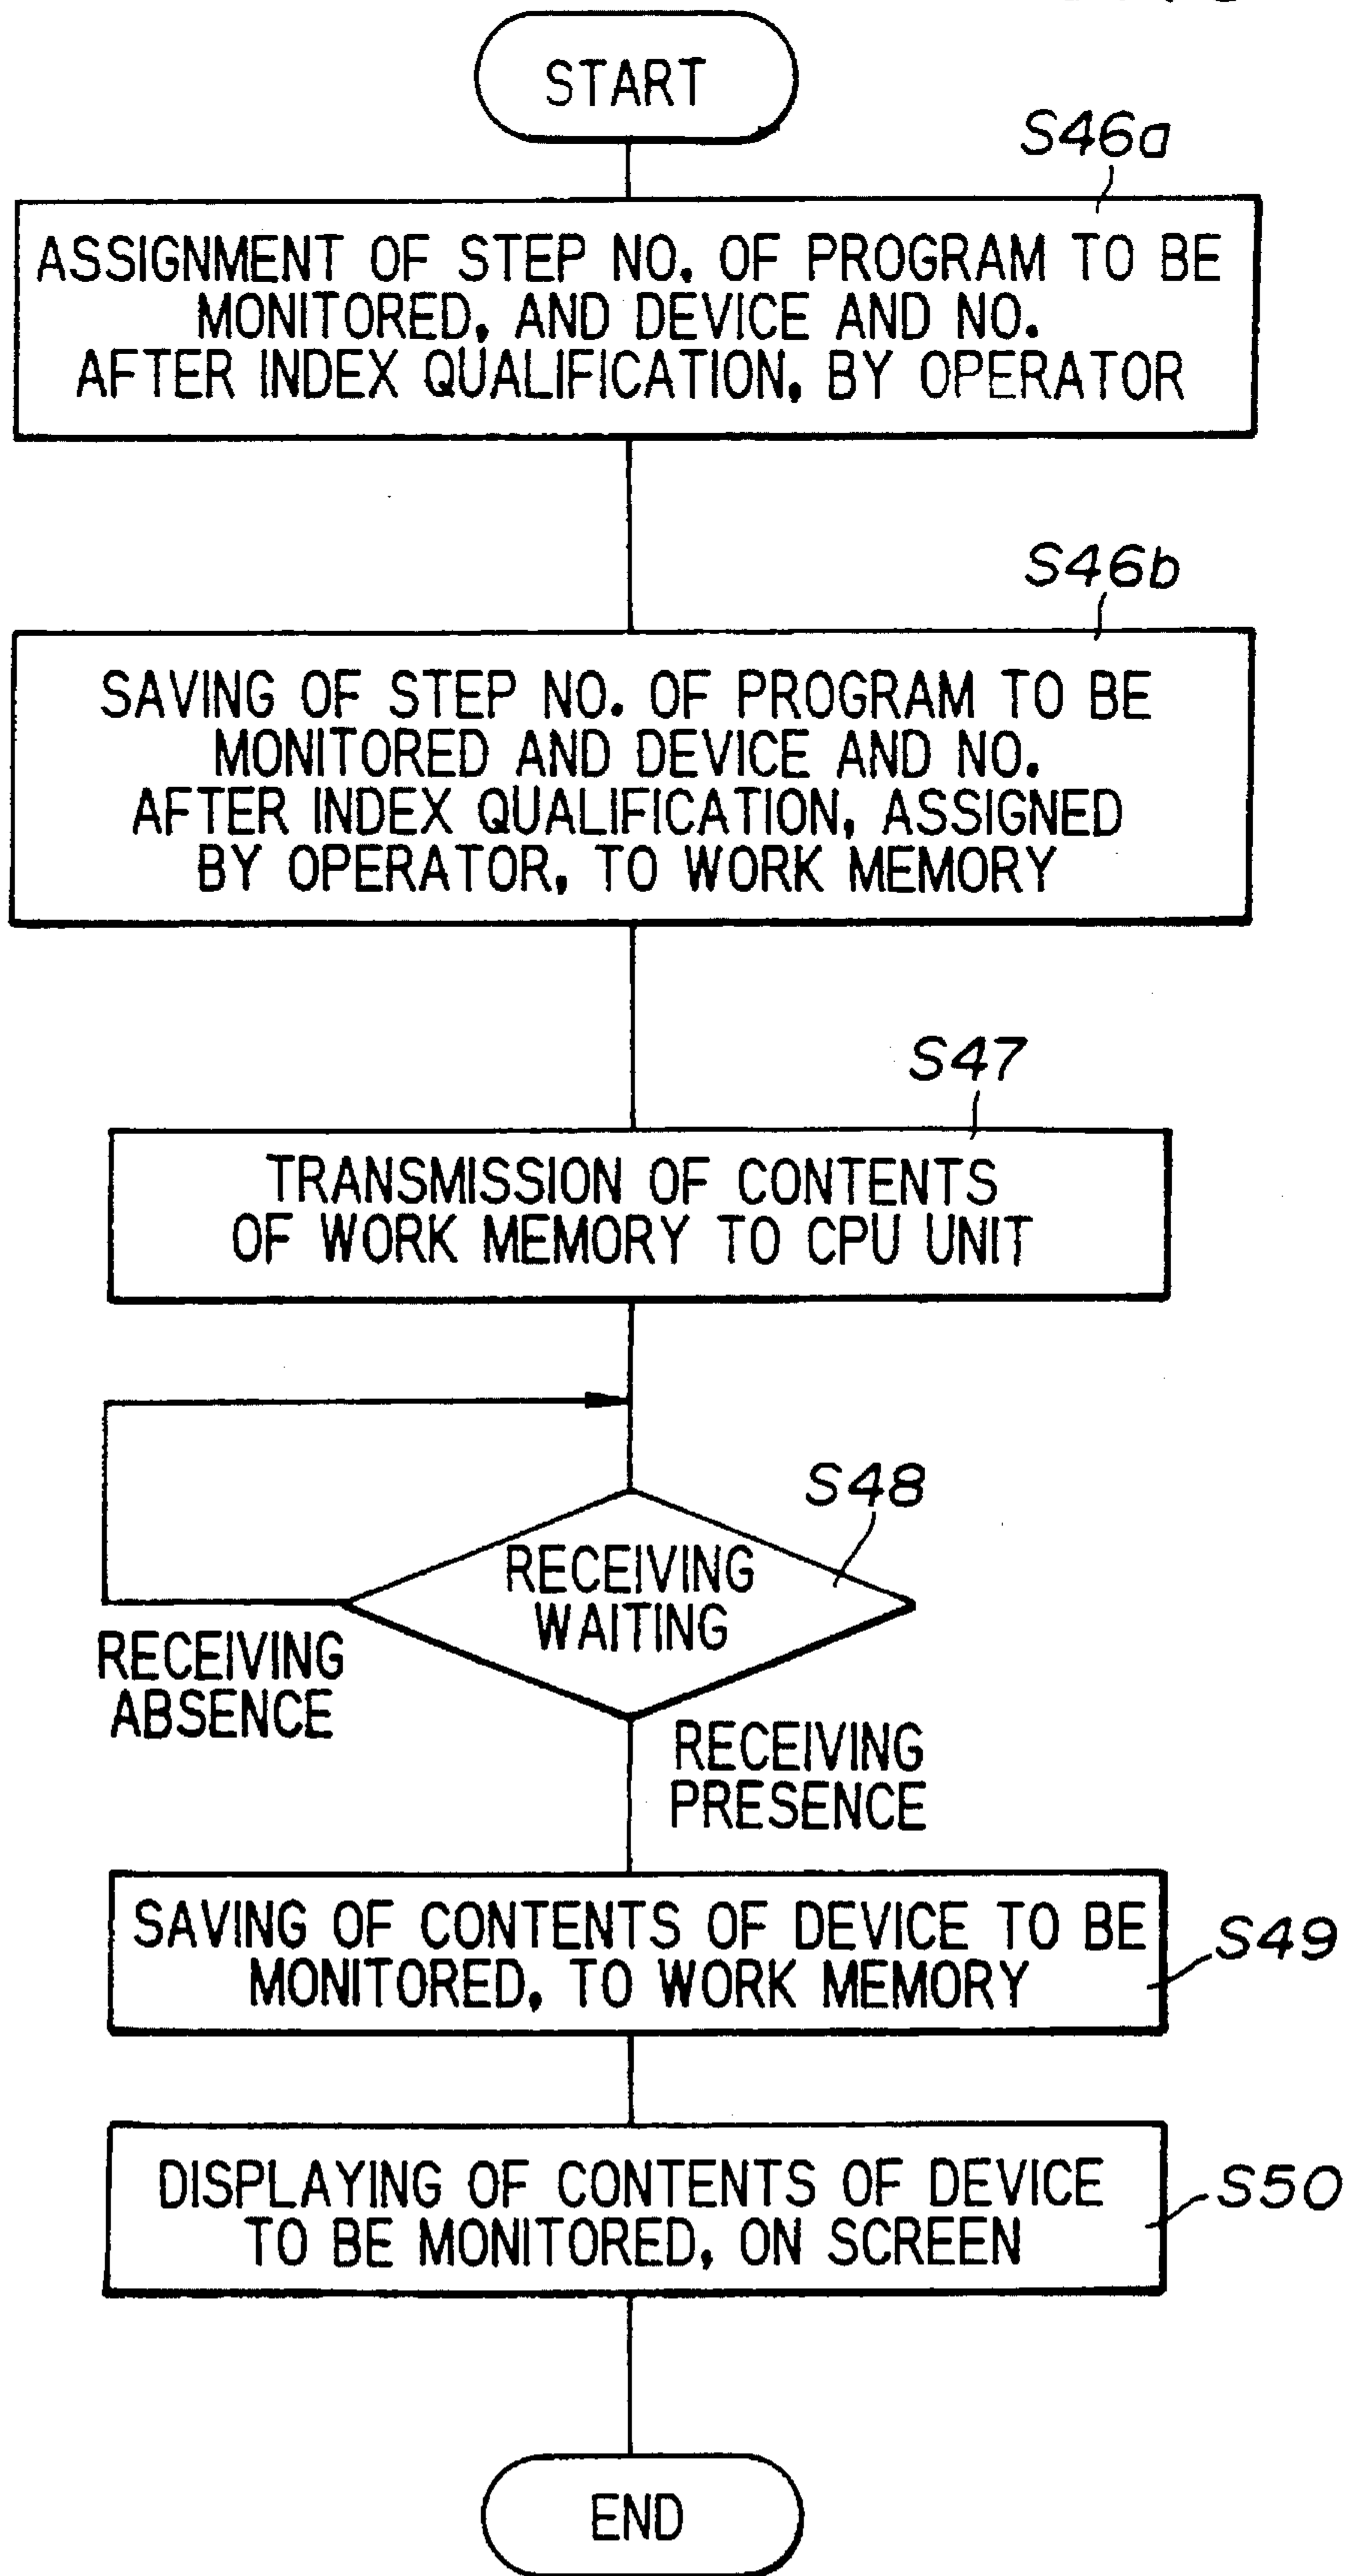 START
S46a
ASSIGNMENT OF STEP NO. OF PROGRAM TO BE
MONITORED, AND DEVICE AND NO.
AFTER INDEX QUALIFICATION, BY OPERATOR
S46b
SAVING OF STEP NO. OF PROGRAM TO BE
MONITORED AND DEVICE AND NO.
AFTER INDEX QUALIFICATION, ASSIGNED
BY OPERATOR, TO WORK MEMORY
S47
TRANSMISSION OF CONTENTS
OF WORK MEMORY TO CPU UNIT
S48
RECEIVING
WAITING
RECEIVING
ABSENCE
RECEIVING
PRESENCE
SAVING OF CONTENTS OF DEVICE TO BE
MONITORED, TO WORK MEMORY
S49
DISPLAYING OF CONTENTS OF DEVICE
TO BE MONITORED, ON SCREEN
S50
END